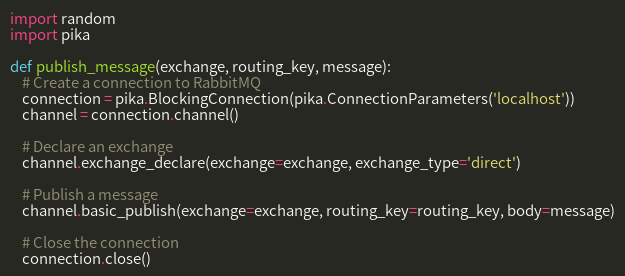 import random
import pika

def publish_message(exchange, routing_key, message):
    # Create a connection to RabbitMQ
    connection = pika.BlockingConnection(pika.ConnectionParameters('localhost'))
    channel = connection.channel()

    # Declare an exchange
    channel.exchange_declare(exchange=exchange, exchange_type='direct')

    # Publish a message
    channel.basic_publish(exchange=exchange, routing_key=routing_key, body=message)

    # Close the connection
    connection.close()